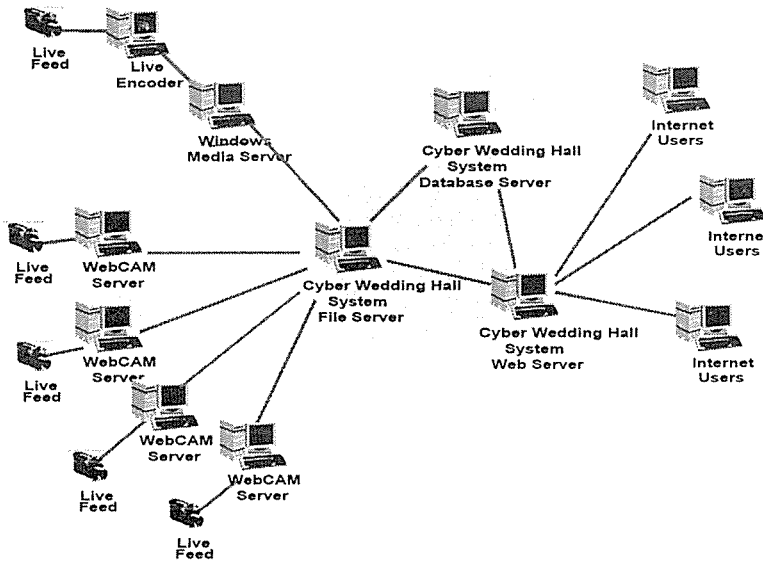 Live
Feed
Live
Encoder
Windows
Media Server
Cyber Wedding Hall
System
Database Server
Internet
Users
Live
Feed
WebCAM
Server
Cyber Wedding Hall
System
File Server
Internet
Users
Live
Feed
WebCAM
Server
Cyber Wedding Hall
System
Web Server
Internet
Users
Live
Feed
WebCAM
Server
Live
Feed
WebCAM
Server